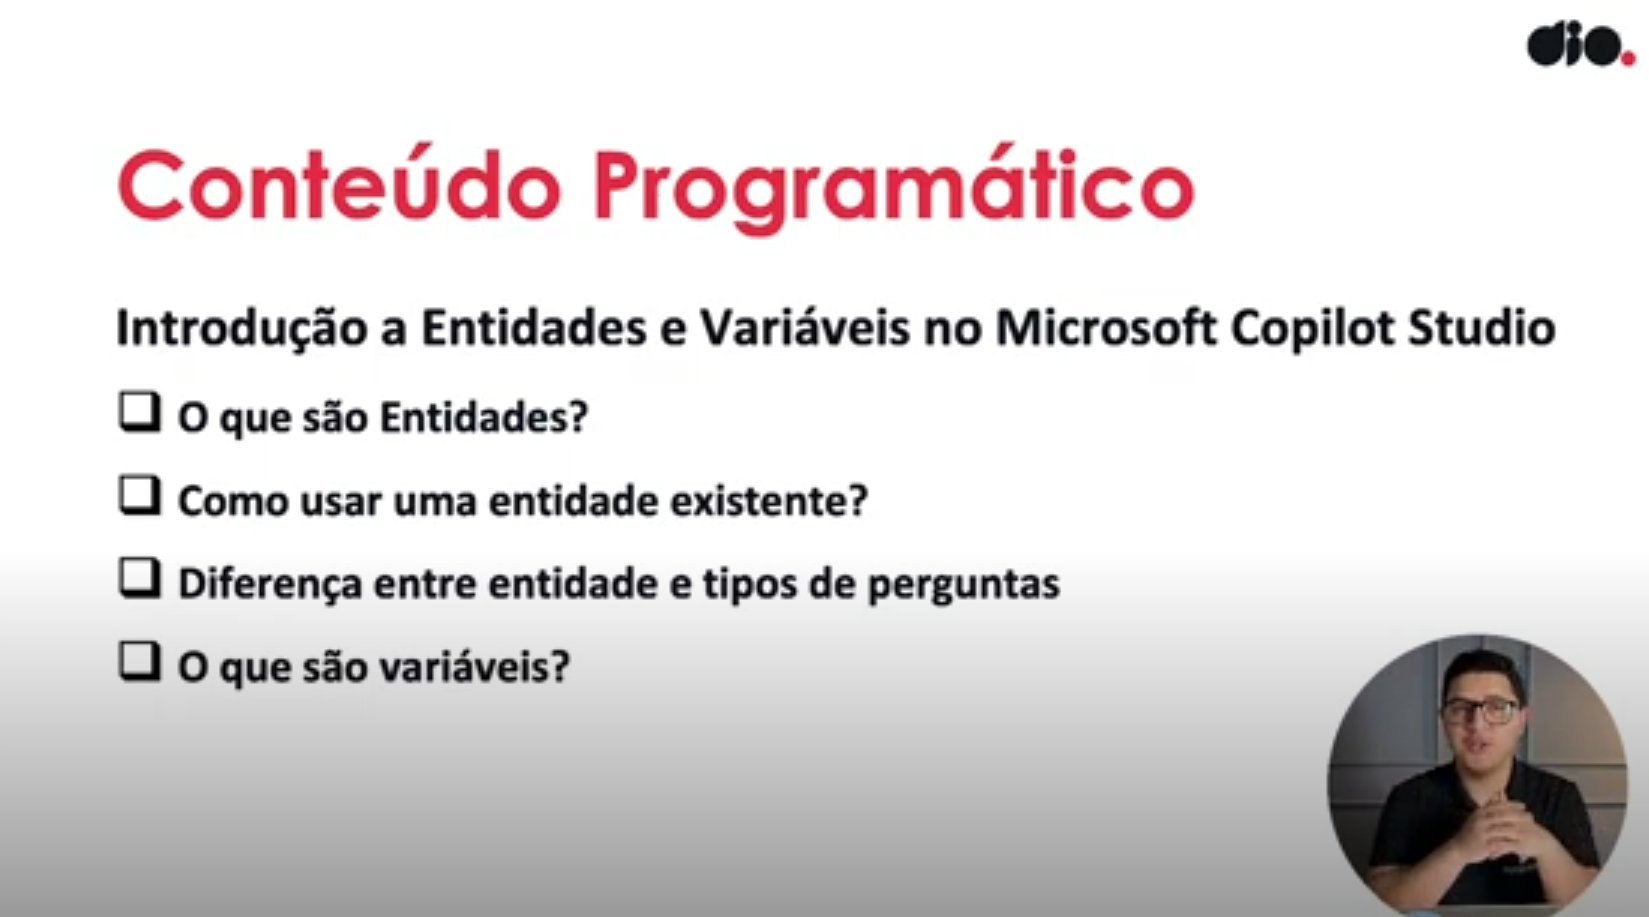 dio.
Conteúdo Programático
Introdução a Entidades e Variáveis no Microsoft Copilot Studio
O que são Entidades?
Como usar uma entidade existente?
Diferença entre entidade e tipos de perguntas
O que são variáveis?